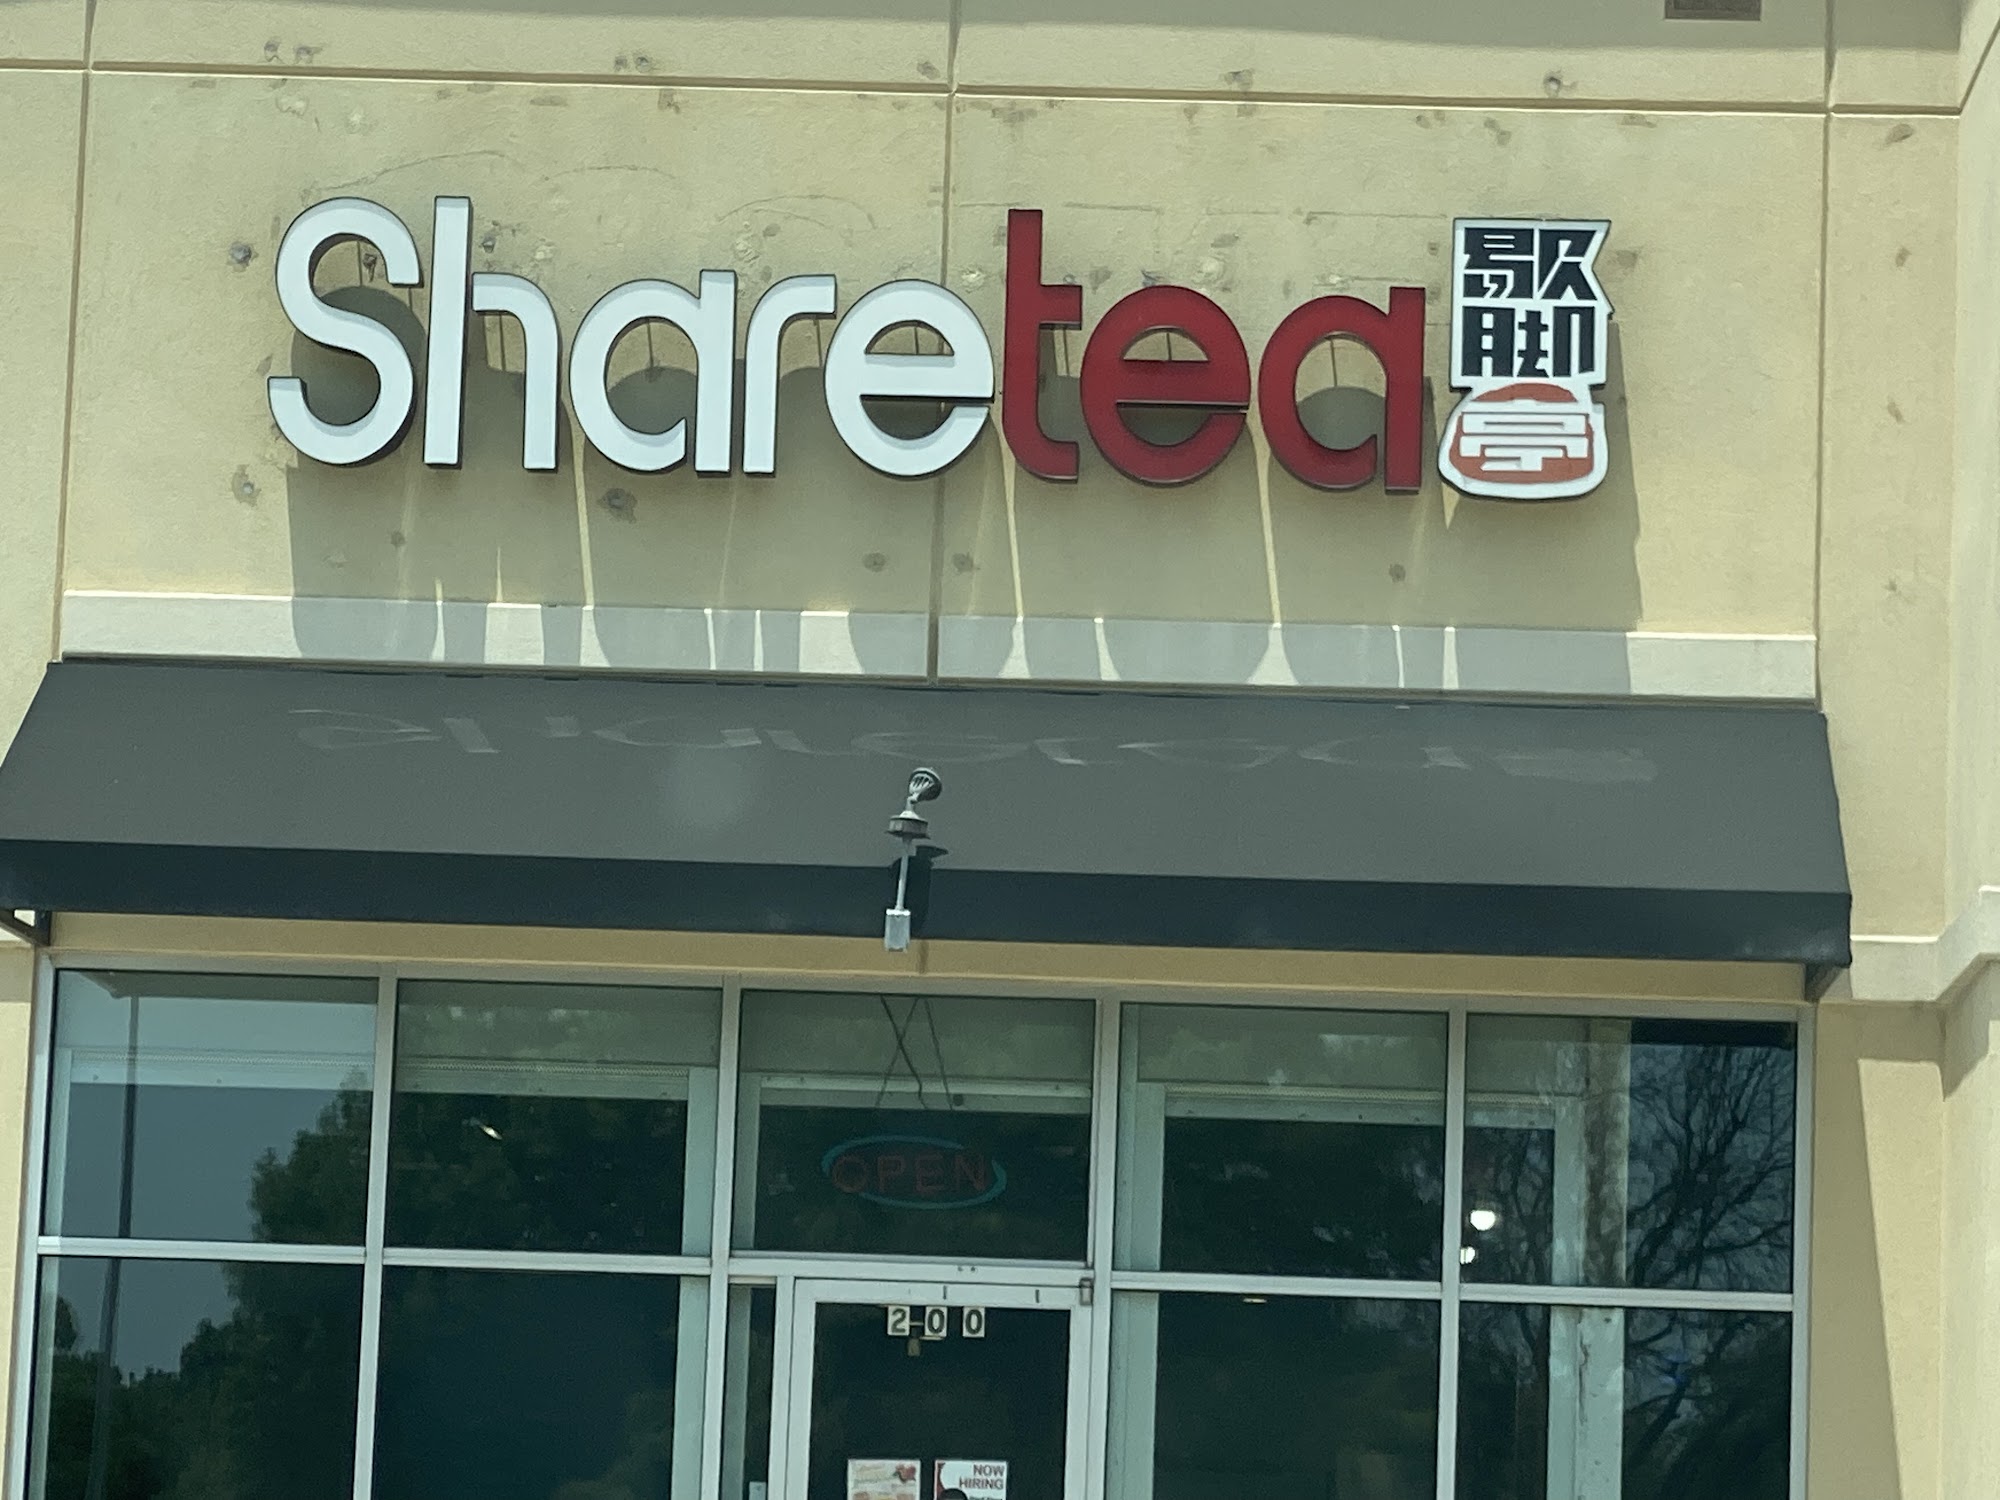 Sharetea
歇
脚
亭
OPEN
200
NOW
HIRING